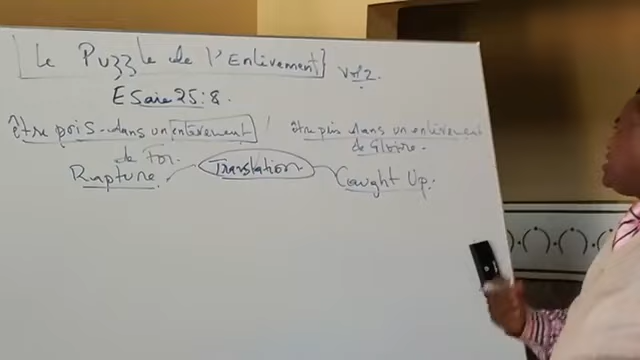 Le Puzzle de l'Enlivement Vol 2.
ESaie 25:8.
être pris-dans un enlèvement être pris dans un enlèvement
de Foi. de Gloire.
Rapture Translation Caught Up.